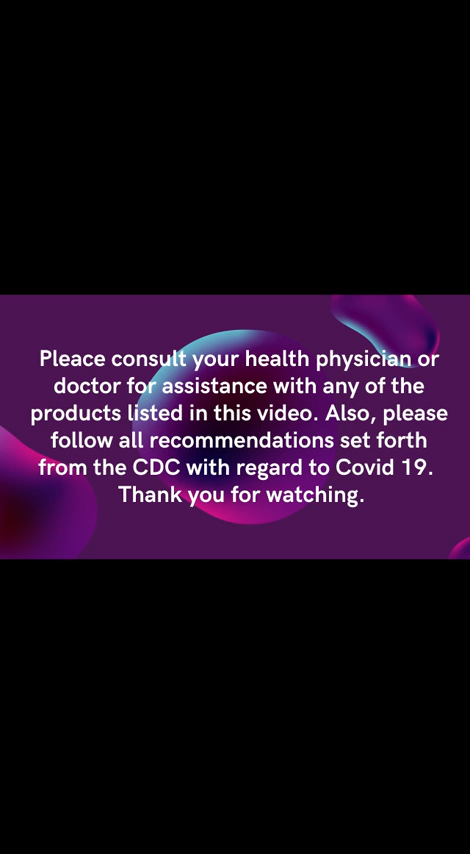 Pleace consult your health physician or
doctor for assistance with any of the
products listed in this video. Also, please
follow all recommendations set forth
from the CDC with regard to Covid 19.
Thank you for watching.